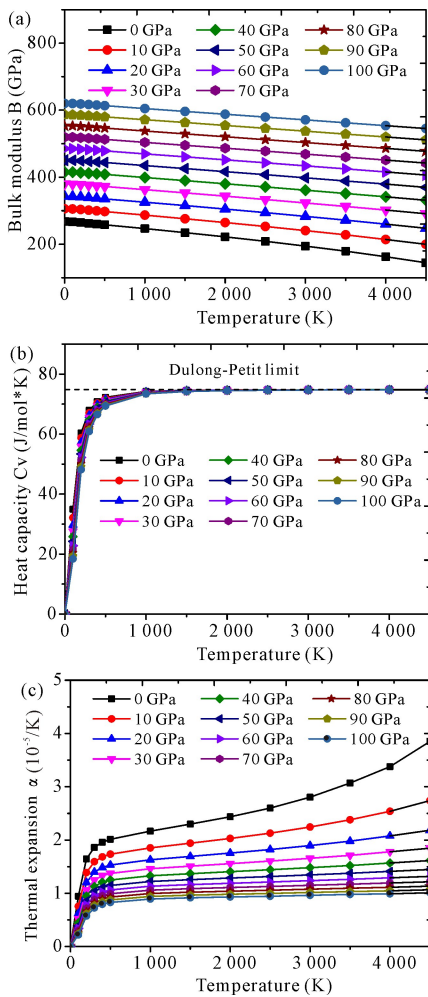 (a)
0 GPa 40 GPa 80 GPa
10 GPa 50 GPa 90 GPa
20 GPa 60 GPa 100 GPa
30 GPa 70 GPa
Bulk modulus B (GPa)
800
600
400
200
0 1 000 2 000 3 000 4 000
Temperature (K)
(b)
Dulong-Petit limit
Heat capacity Cv (J/mol*K)
80
60
40
20
0
0 GPa 40 GPa 80 GPa
10 GPa 50 GPa 90 GPa
20 GPa 60 GPa 100 GPa
30 GPa 70 GPa
0 1 000 2 000 3 000 4 000
Temperature (K)
(c)
0 GPa 40 GPa 80 GPa
10 GPa 50 GPa 90 GPa
20 GPa 60 GPa 100 GPa
30 GPa 70 GPa
Thermal expansion α (10⁻⁵/K)
5
4
3
2
1
0
0 1 000 2 000 3 000 4 000
Temperature (K)